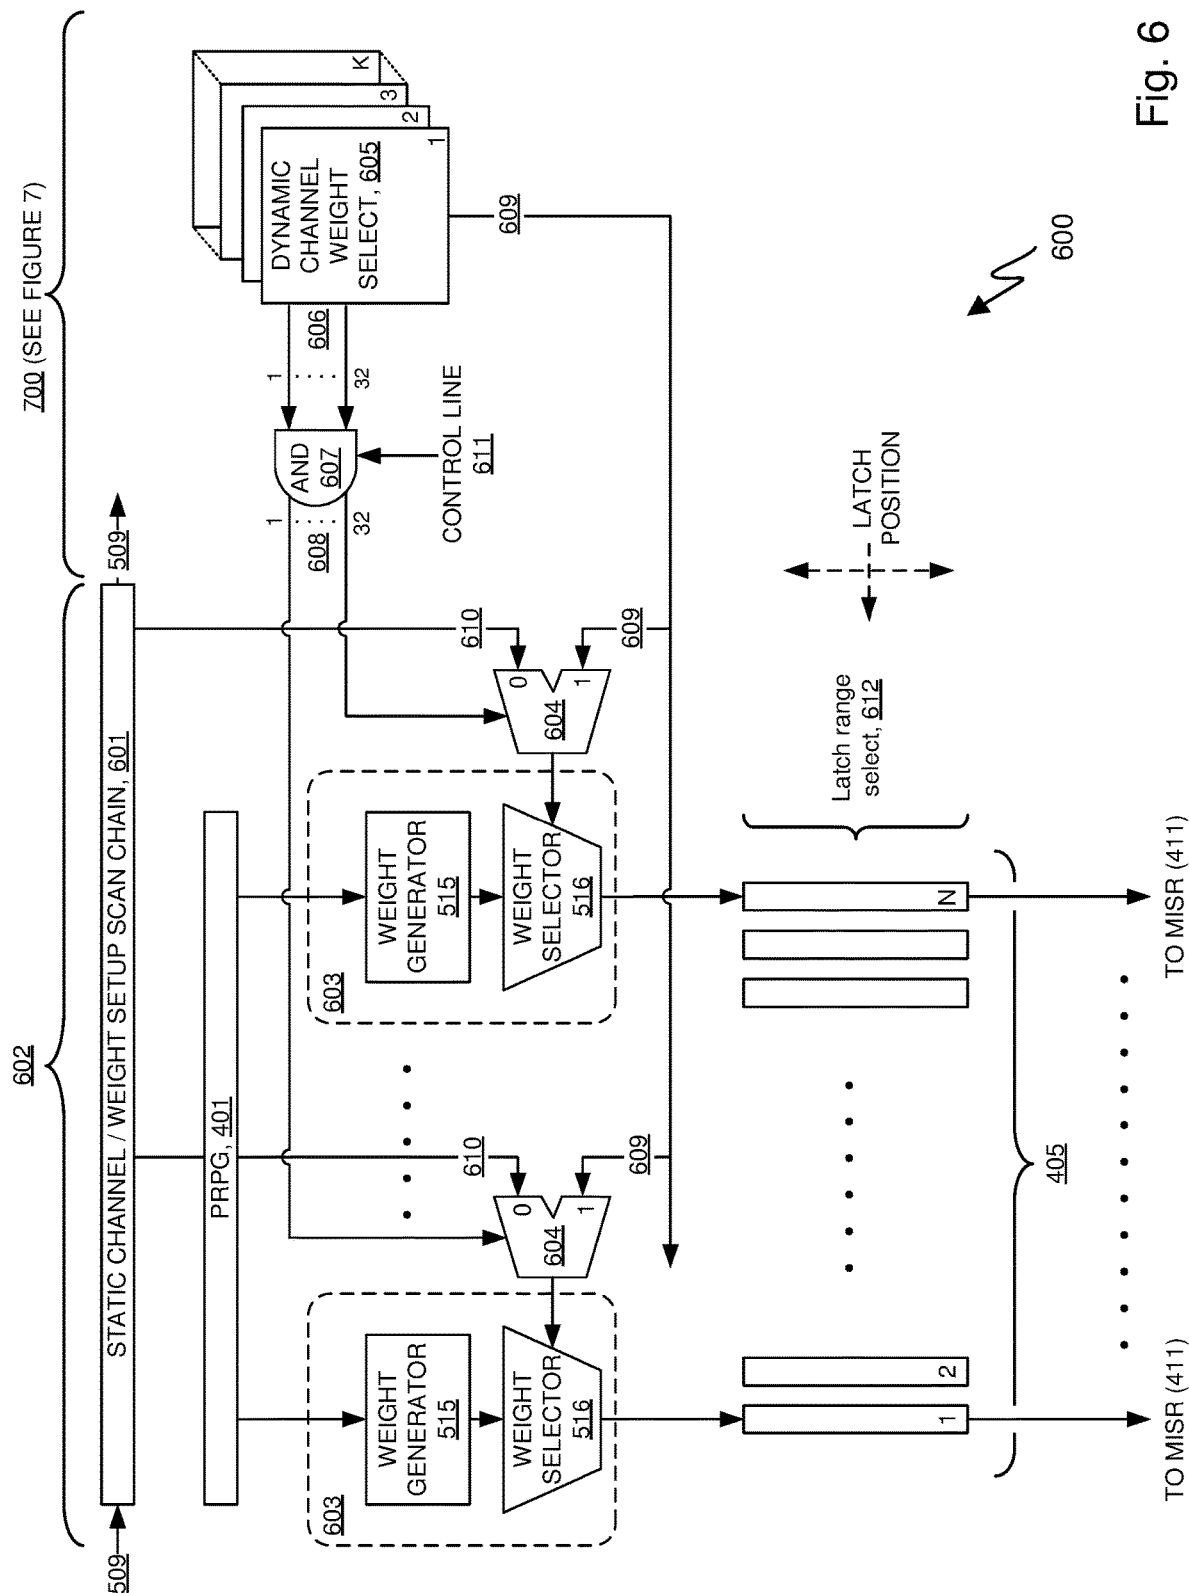 602
700 (SEE FIGURE 7)
509
STATIC CHANNEL / WEIGHT SETUP SCAN CHAIN, 601
509
PRPG, 401
603
WEIGHT
GENERATOR
515
WEIGHT
SELECTOR
516
610
0
1
604
609
603
WEIGHT
GENERATOR
515
WEIGHT
SELECTOR
516
610
0
1
604
609
1
608
32
AND
607
1
606
32
CONTROL LINE
611
DYNAMIC
CHANNEL
WEIGHT
SELECT, 605
1
2
3
K
609
1
2
N
Latch range
select, 612
LATCH
POSITION
405
600
TO MISR (411)
TO MISR (411)
Fig. 6